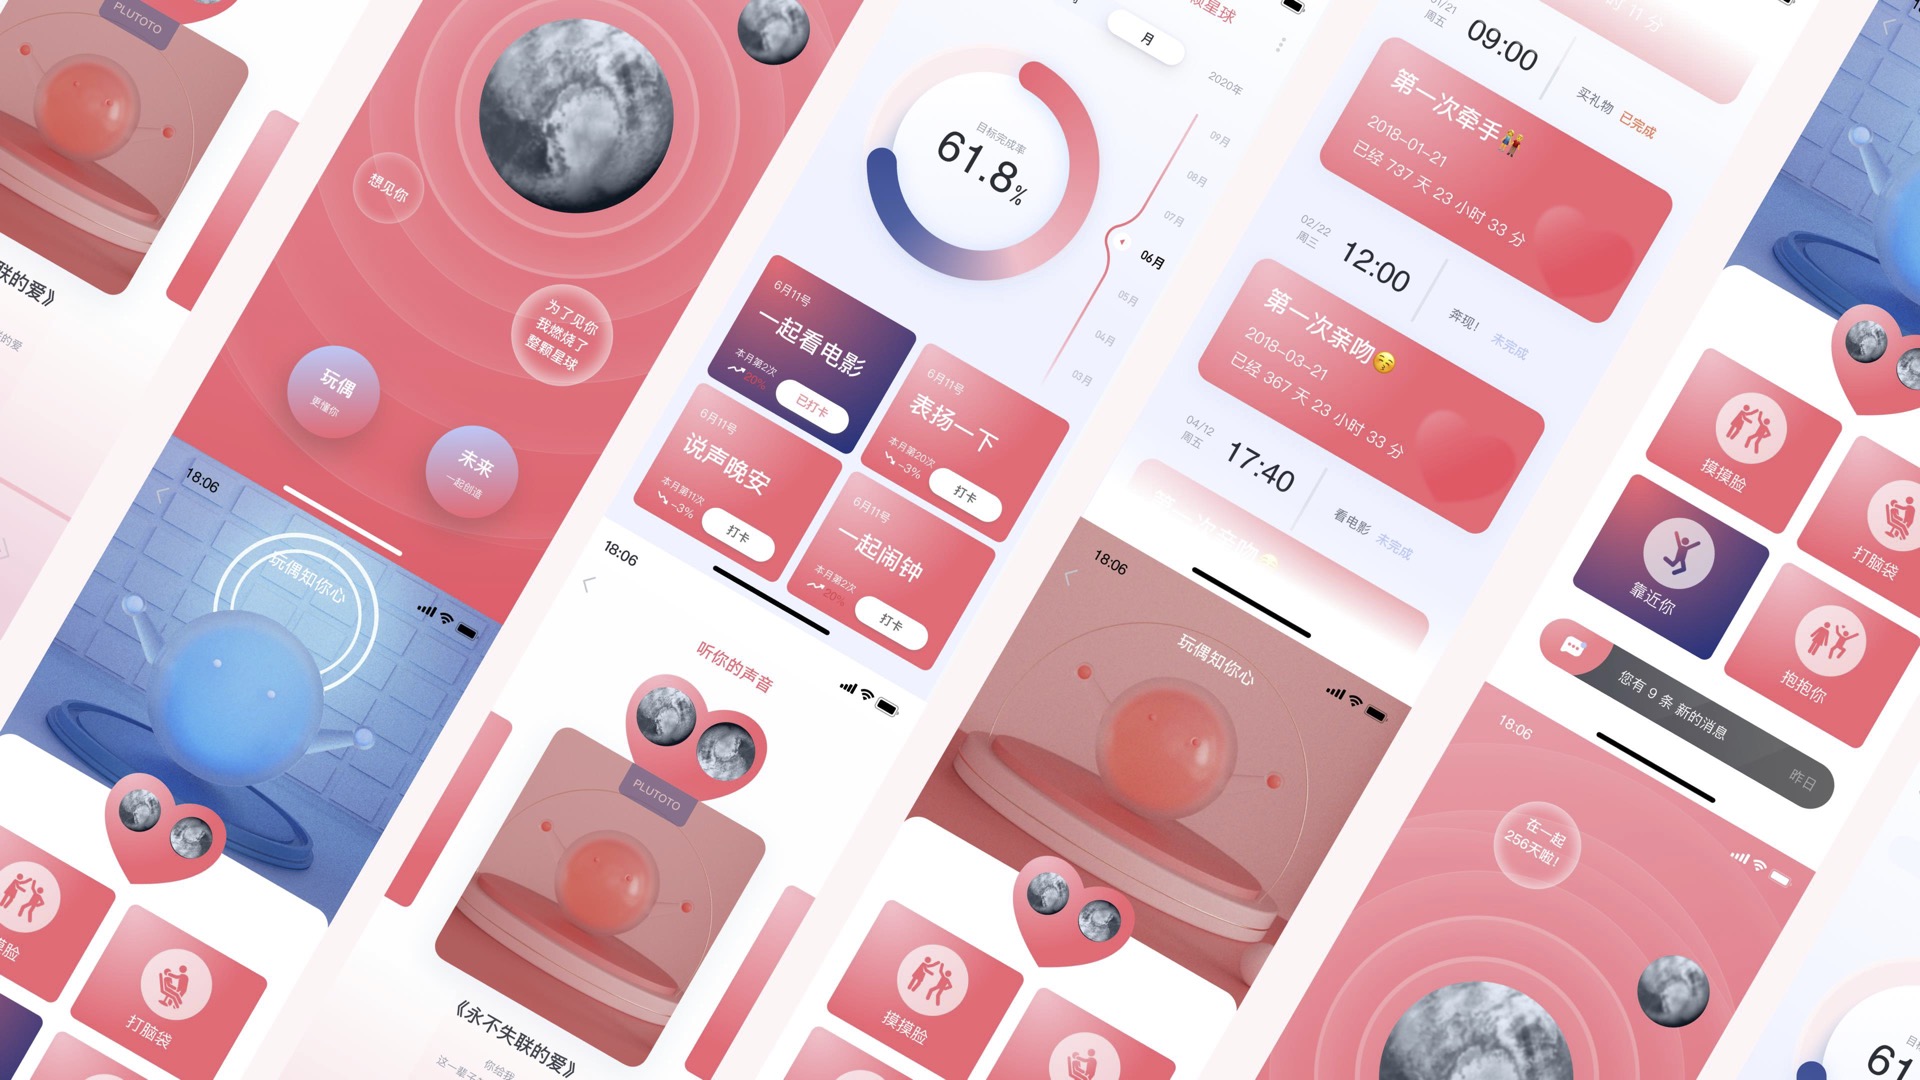 PLUTOTO
联的爱》
的爱
想见你
为了见你
我燃烧了
整颗星球
玩偶
更懂你
未来
一起创造
18:06
玩偶知你心
打脑袋
颗星球
月
2020年
09月
08月
07月
06月
05月
04月
03月
目标完成率
61.8%
6月11号
一起看电影
本月第2次
20%
已打卡
6月11号
表扬一下
本月第20次
-3%
打卡
6月11号
说声晚安
本月第11次
-3%
打卡
6月11号
一起闹钟
本月第2次
20%
打卡
18:06
听你的声音
PLUTOTO
《永不失联的爱》
你给我
这一辈子
周五
09:00
买礼物 已完成
第一次牵手
2018-01-21
已经 737 天 23 小时 33 分
02/22
周三
12:00
奔现! 未完成
第一次亲吻
2018-03-21
已经 367 天 23 小时 33 分
04/12
周五
17:40
看电影 未完成
18:06
玩偶知你心
摸摸脸
摸摸脸
打脑袋
靠近你
抱抱你
您有 9 条 新的消息
昨日
18:06
在一起
256天啦!